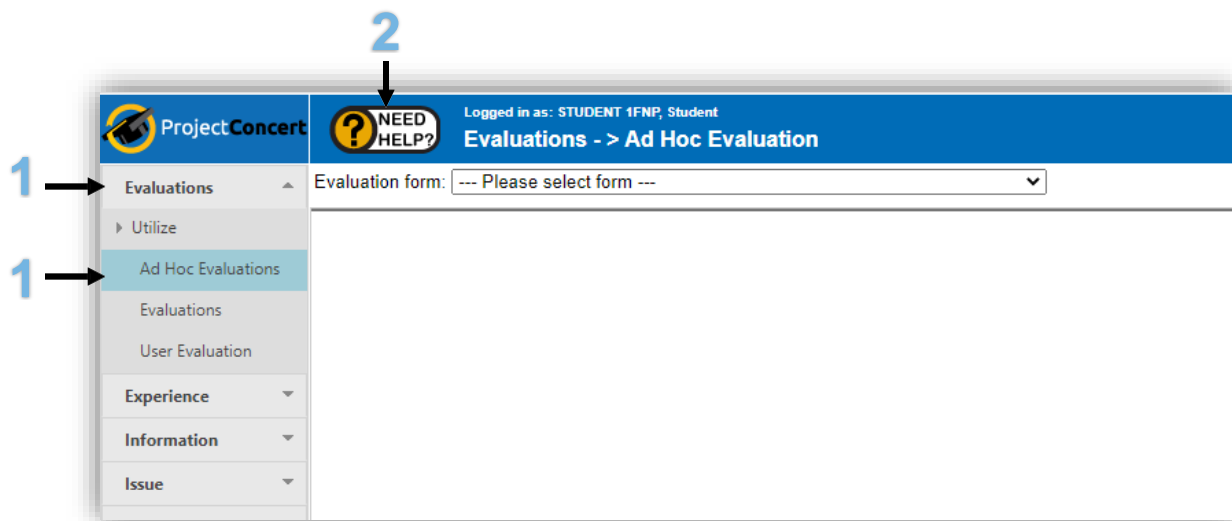 2
ProjectConcert
NEED
HELP?
Logged in as: STUDENT 1FNP, Student
Evaluations - > Ad Hoc Evaluation
1
Evaluations
Evaluation form: --- Please select form ---
Utilize
1
Ad Hoc Evaluations
Evaluations
User Evaluation
Experience
Information
Issue